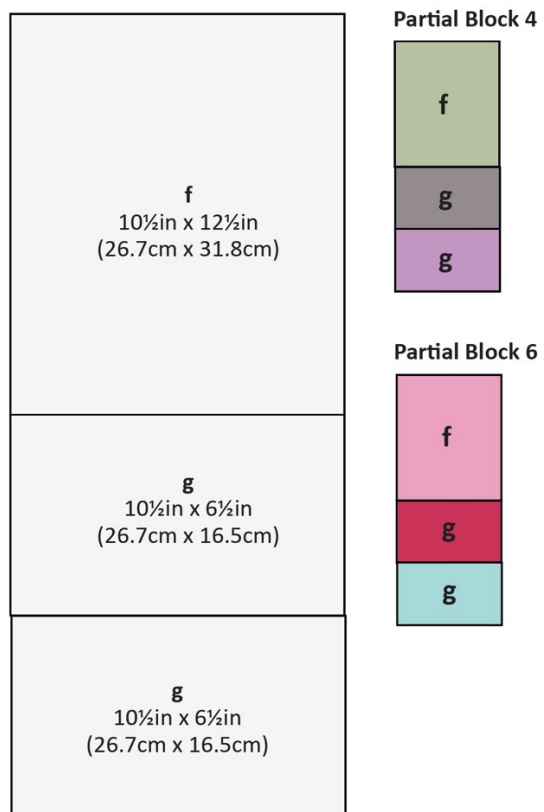 f
10½in x 12½in
(26.7cm x 31.8cm)
g
10½in x 6½in
(26.7cm x 16.5cm)
g
10½in x 6½in
(26.7cm x 16.5cm)
Partial Block 4
f
g
g
Partial Block 6
f
g
g